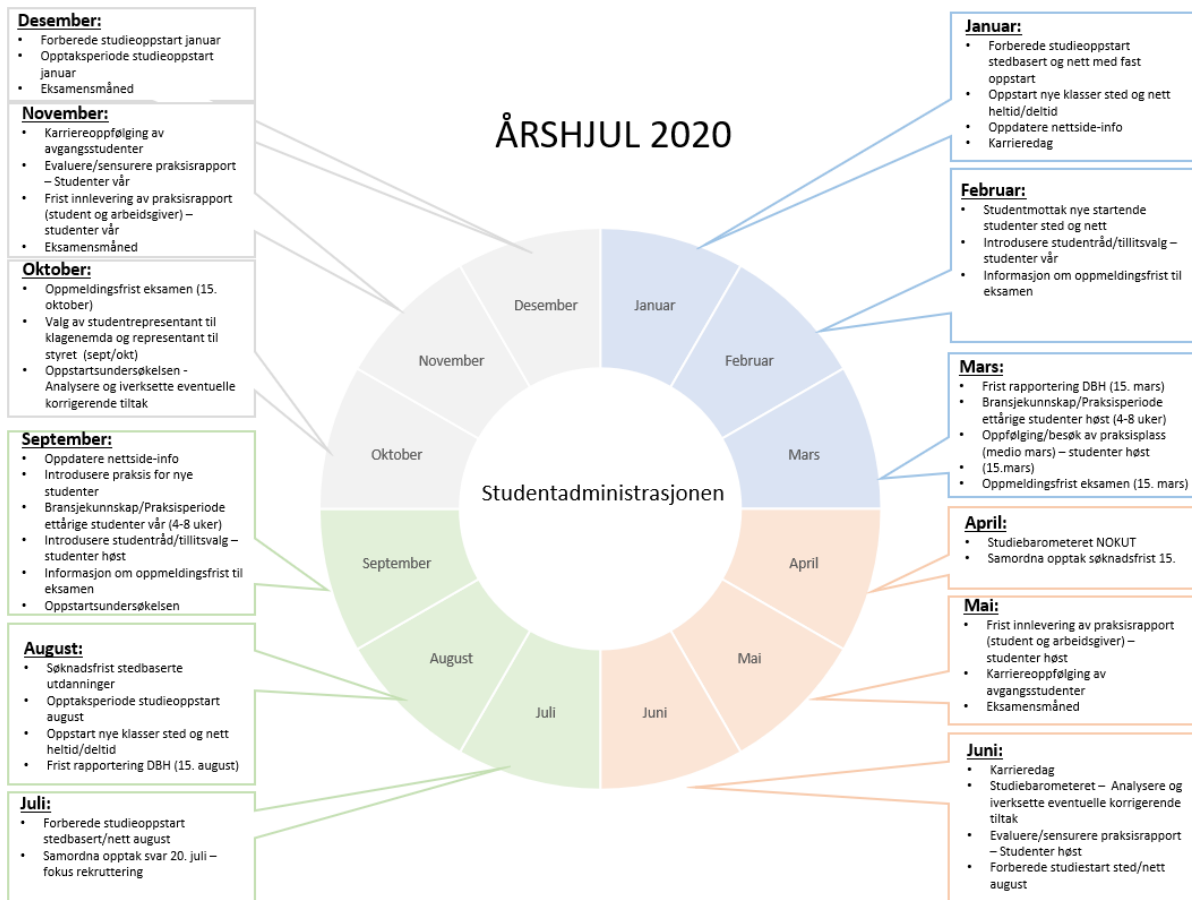 ÅRSHJUL 2020
Januar:
• Forberede studieoppstart
stedbasert og nett med fast
oppstart
• Oppstart nye klasser sted og nett
heltid/deltid
• Oppdatere nettside-info
• Karrieredag
Februar:
• Studentmottak nye startende
studenter sted og nett
• Introdusere studentråd/tillitsvalg –
studenter vår
• Informasjon om oppmeldingsfrist til
eksamen
Mars:
• Frist rapportering DBH (15. mars)
• Bransjekunnskap/Praksisperiode
ettårige studenter høst (4-8 uker)
• Oppfølging/besøk av praksisplass
(medio mars) – studenter høst
• (15.mars)
• Oppmeldingsfrist eksamen (15. mars)
April:
• Studiebarometeret NOKUT
• Samordna opptak søknadsfrist 15.
Mai:
• Frist innlevering av praksisrapport
(student og arbeidsgiver) –
studenter høst
• Karriereoppfølging av
avgangsstudenter
• Eksamensmåned
Juni:
• Karrieredag
• Studiebarometeret – Analysere og
iverksette eventuelle korrigerende
tiltak
• Evaluere/sensurere praksisrapport
– Studenter høst
• Forberede studiestart sted/nett
august
Juli:
• Forberede studieoppstart
stedbasert/nett august
• Samordna opptak svar 20. juli –
fokus rekruttering
August:
• Søknadsfrist stedbaserte
utdanninger
• Opptaksperiode studieoppstart
august
• Oppstart nye klasser sted og nett
heltid/deltid
• Frist rapportering DBH (15. august)
September:
• Oppdatere nettside-info
• Introdusere praksis for nye
studenter
• Bransjekunnskap/Praksisperiode
ettårige studenter vår (4-8 uker)
• Introdusere studentråd/tillitsvalg –
studenter høst
• Informasjon om oppmeldingsfrist til
eksamen
• Oppstartsundersøkelsen
Oktober:
• Oppmeldingsfrist eksamen (15.
oktober)
• Valg av studentrepresentant til
klagenemda og representant til
styret (sept/okt)
• Oppstartsundersøkelsen -
Analysere og iverksette eventuelle
korrigerende tiltak
November:
• Karriereoppfølging av
avgangsstudenter
• Evaluere/sensurere praksisrapport
– Studenter vår
• Frist innlevering av praksisrapport
(student og arbeidsgiver) –
studenter vår
• Eksamensmåned
Desember:
• Forberede studieoppstart januar
• Opptaksperiode studieoppstart
januar
• Eksamensmåned
Januar
Februar
Mars
April
Mai
Juni
Juli
August
September
Oktober
November
Desember
Studentadministrasjonen